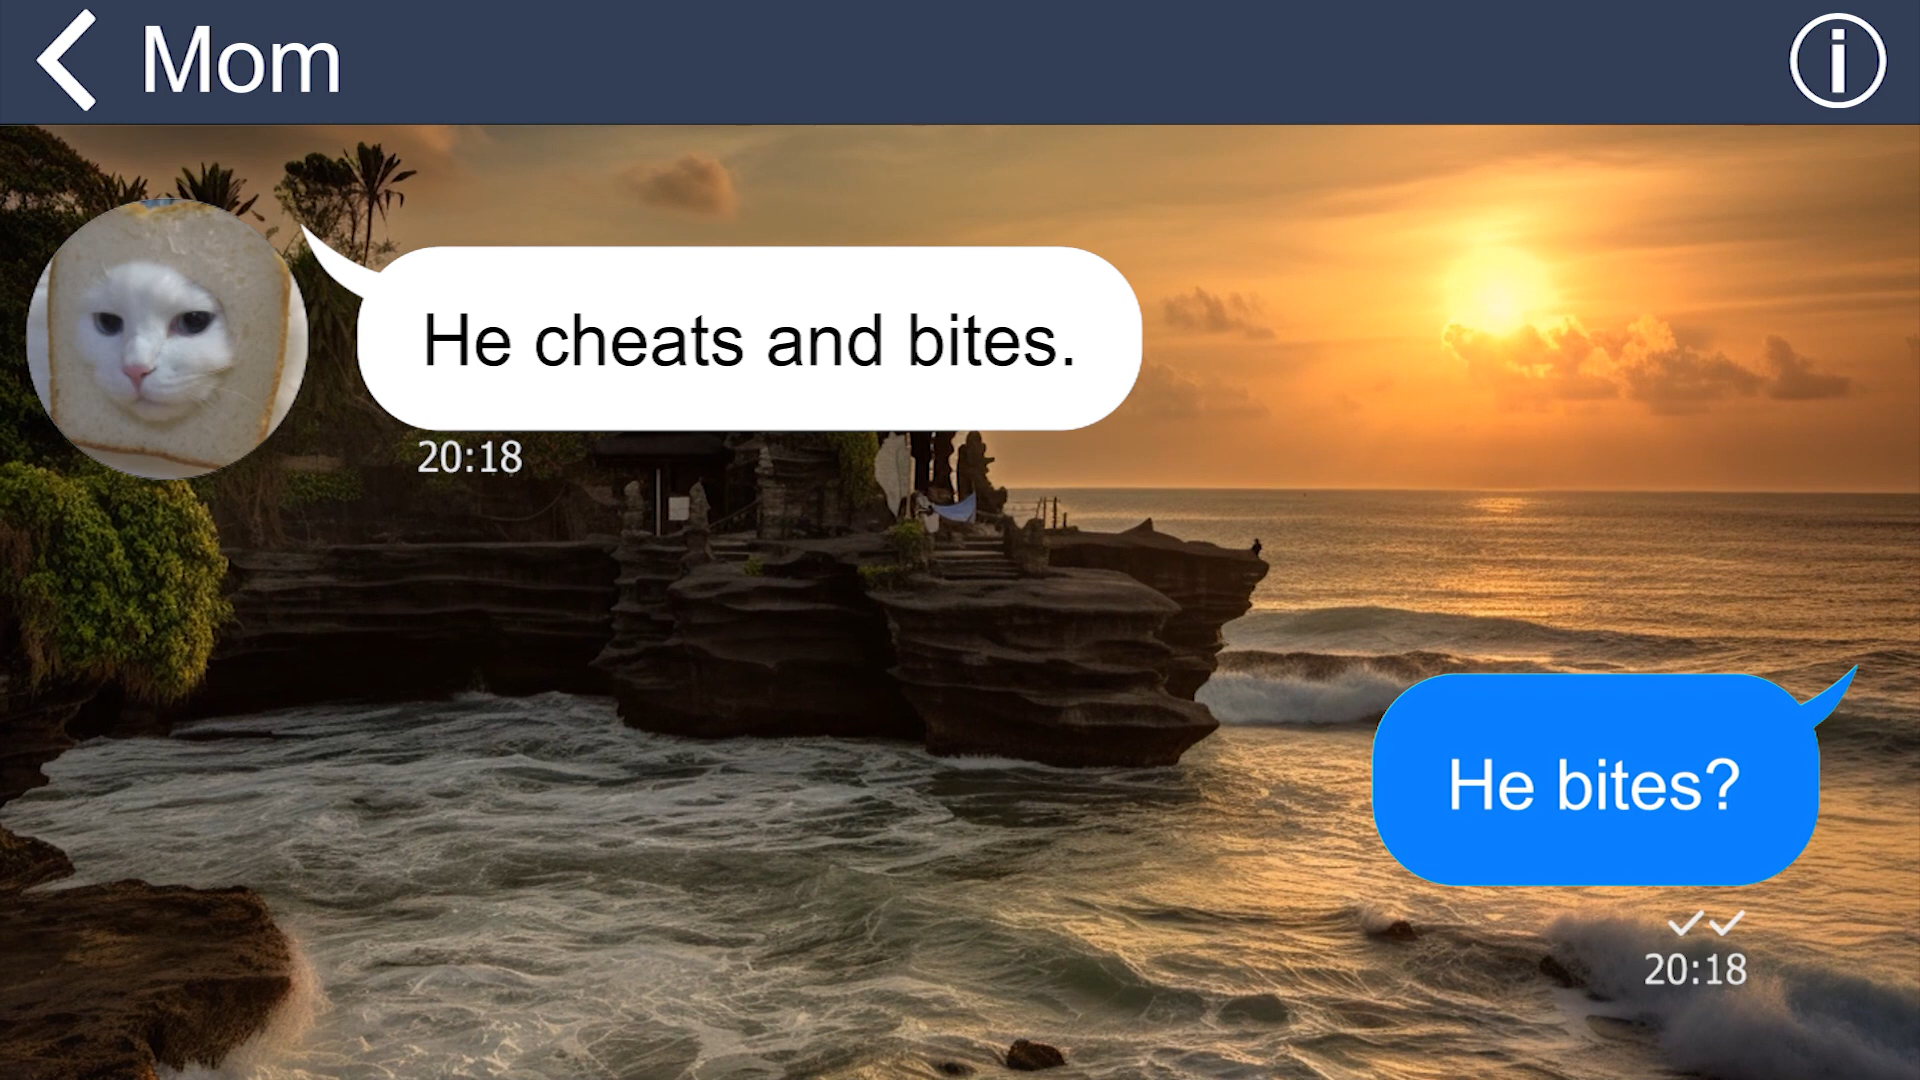 Mom
He cheats and bites.
20:18
He bites?
20:18